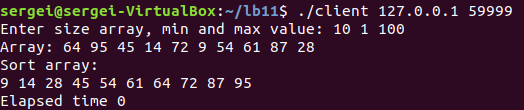 sergei@sergei-VirtualBox:~/lb11$ ./client 127.0.0.1 59999
Enter size array, min and max value: 10 1 100
Array: 64 95 45 14 72 9 54 61 87 28
Sort array:
9 14 28 45 54 61 64 72 87 95
Elapsed time 0